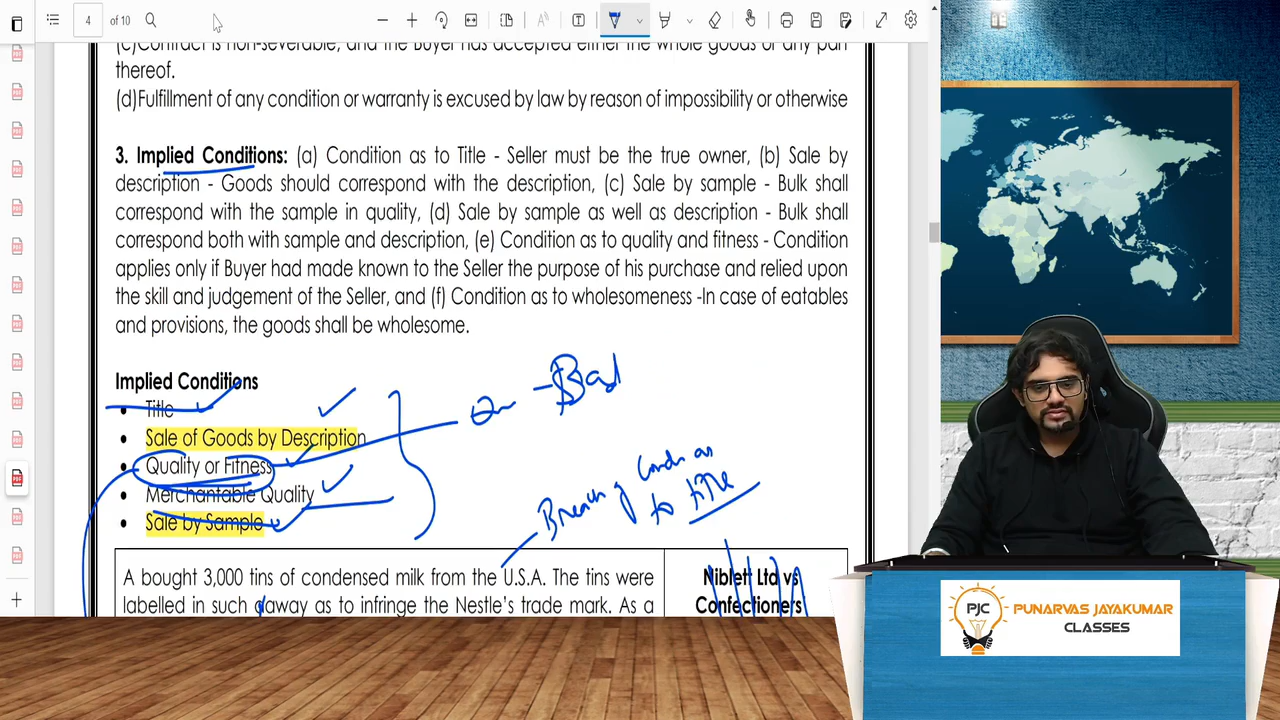 4 of 10
(c)Contract is non-severable, and the Buyer has accepted either the whole goods or any part
thereof.
(d)Fulfillment of any condition or warranty is excused by law by reason of impossibility or otherwise
3. Implied Conditions: (a) Condition as to Title - Seller must be the true owner, (b) Sale by
description - Goods should correspond with the description, (c) Sale by sample - Bulk shall
correspond with the sample in quality, (d) Sale by sample as well as description - Bulk shall
correspond both with sample and description, (e) Condition as to quality and fitness - Condition
applies only if Buyer had made known to the Seller the purpose of his purchase and relied upon
the skill and judgement of the Seller, and (f) Condition as to wholesomeness -In case of eatables
and provisions, the goods shall be wholesome.
Implied Conditions
• Title
• Sale of Goods by Description
• Quality or Fitness
• Merchantable Quality
• Sale by Sample
-Bad
Breach of Condn as
to title
A bought 3,000 tins of condensed milk from the U.S.A. The tins were
labelled in such away as to infringe the Nestle's trade mark. As a
Niblett Ltd vs
Confectioners
PJC
PUNARVAS JAYAKUMAR
CLASSES